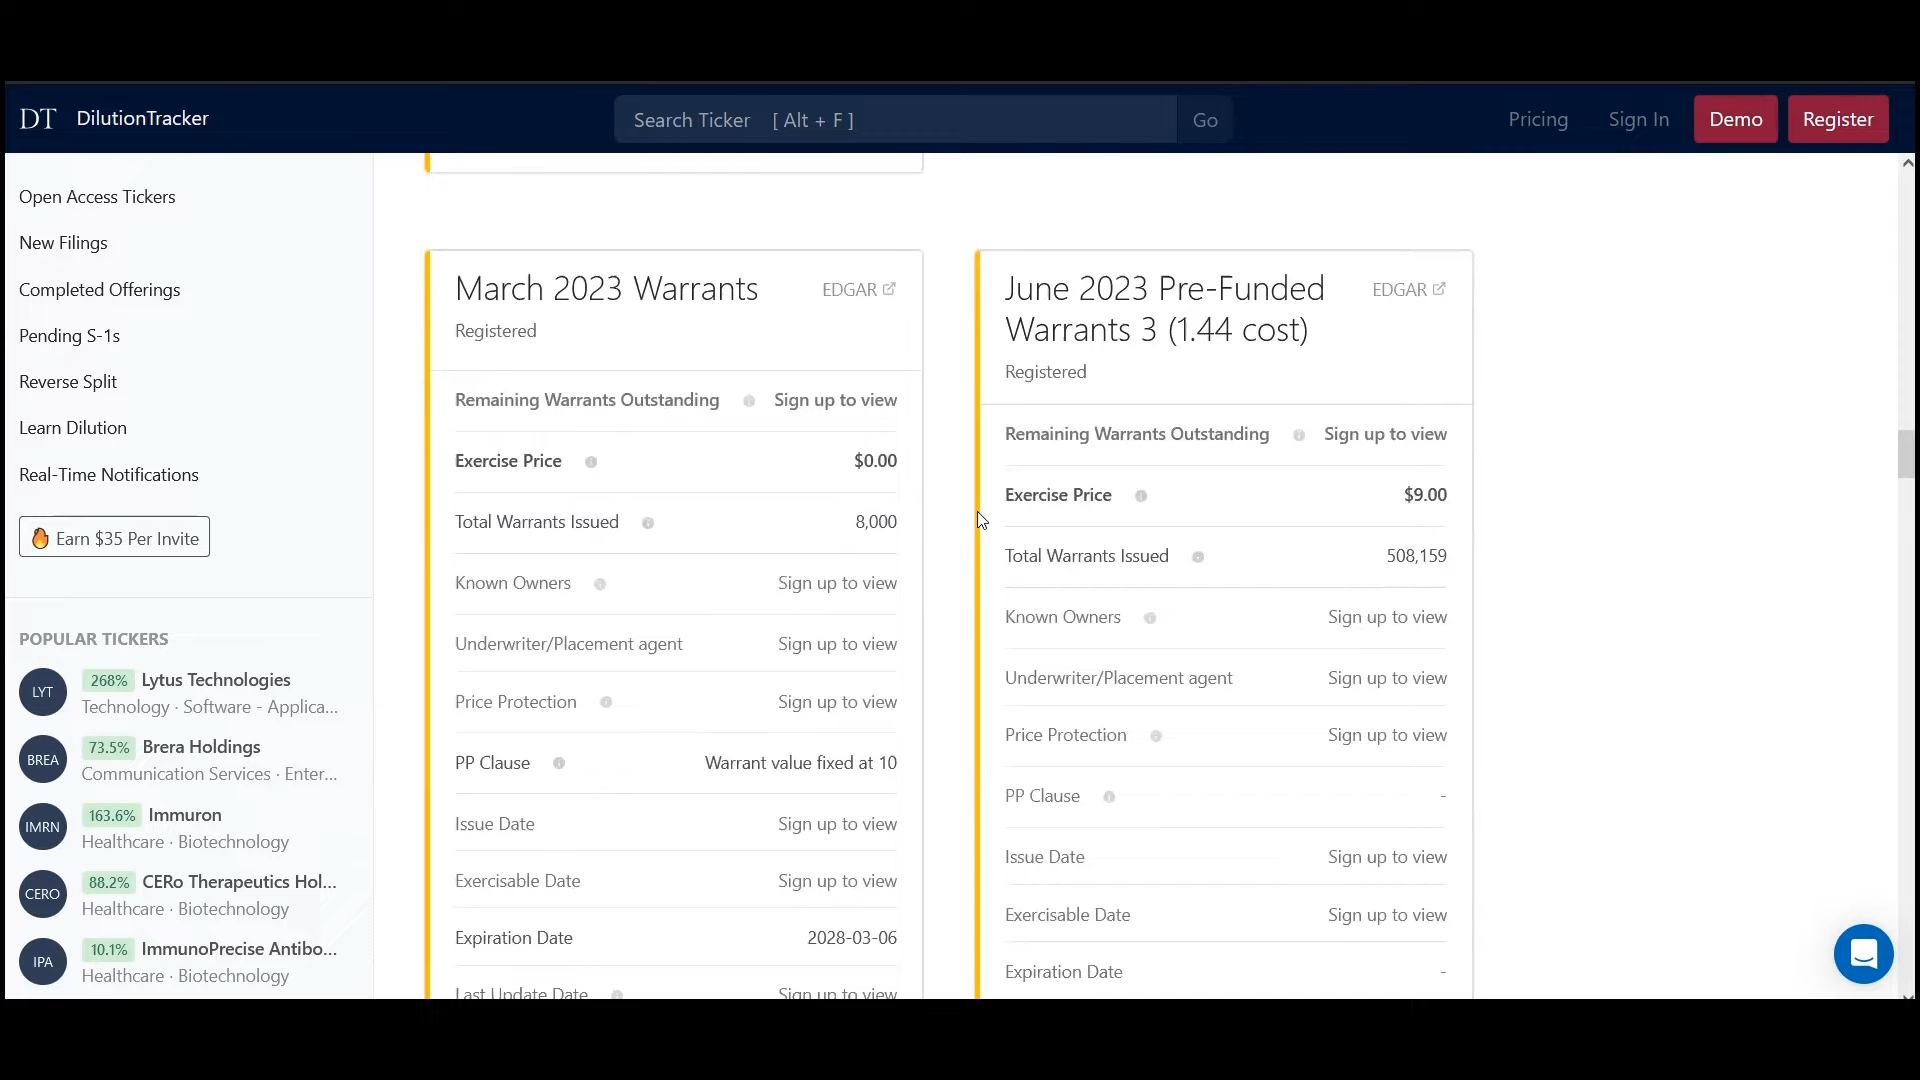 DT DilutionTracker
Search Ticker [ Alt + F ]
Go
Pricing
Sign In
Demo
Register
Open Access Tickers
New Filings
Completed Offerings
Pending S-1s
Reverse Split
Learn Dilution
Real-Time Notifications
Earn $35 Per Invite
POPULAR TICKERS
LYT
268% Lytus Technologies
Technology · Software - Applica...
BREA
73.5% Brera Holdings
Communication Services · Enter...
IMRN
163.6% Immuron
Healthcare · Biotechnology
CERO
88.2% CERo Therapeutics Hol...
Healthcare · Biotechnology
IPA
10.1% ImmunoPrecise Antibo...
Healthcare · Biotechnology
March 2023 Warrants
EDGAR
Registered
Remaining Warrants Outstanding Sign up to view
Exercise Price $0.00
Total Warrants Issued 8,000
Known Owners Sign up to view
Underwriter/Placement agent Sign up to view
Price Protection Sign up to view
PP Clause Warrant value fixed at 10
Issue Date Sign up to view
Exercisable Date Sign up to view
Expiration Date 2028-03-06
Last Update Date Sign up to view
June 2023 Pre-Funded
Warrants 3 (1.44 cost)
EDGAR
Registered
Remaining Warrants Outstanding Sign up to view
Exercise Price $9.00
Total Warrants Issued 508,159
Known Owners Sign up to view
Underwriter/Placement agent Sign up to view
Price Protection Sign up to view
PP Clause -
Issue Date Sign up to view
Exercisable Date Sign up to view
Expiration Date -